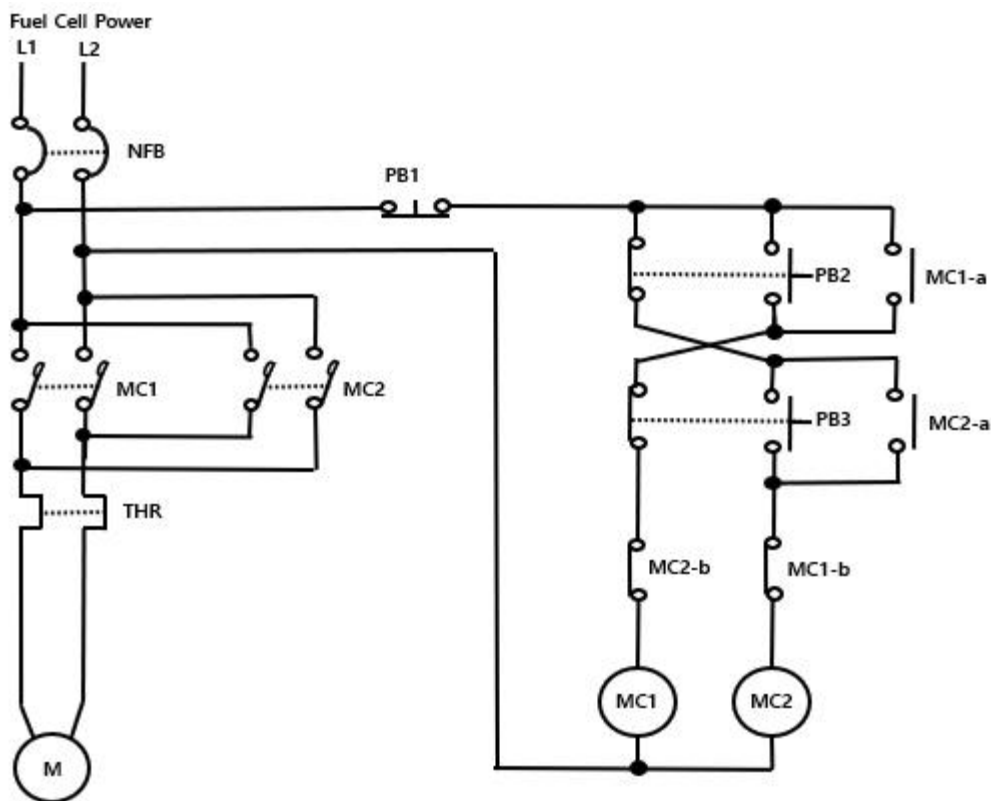 Fuel Cell Power
L1 L2
NFB
PB1
PB2
MC1-a
MC1
MC2
PB3
MC2-a
THR
MC2-b
MC1-b
MC1
MC2
M